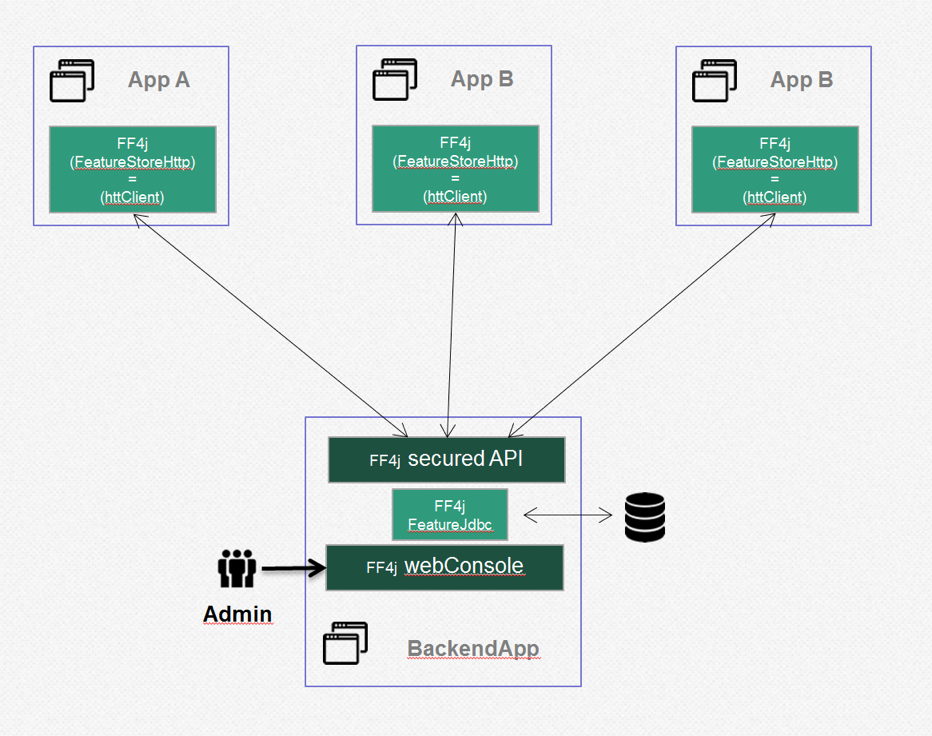 App A
FF4j
(FeatureStoreHttp)
=
(httClient)
App B
FF4j
(FeatureStoreHttp)
=
(httClient)
App B
FF4j
(FeatureStoreHttp)
=
(httClient)
FF4j secured API
FF4j
FeatureJdbc
FF4j webConsole
Admin
BackendApp